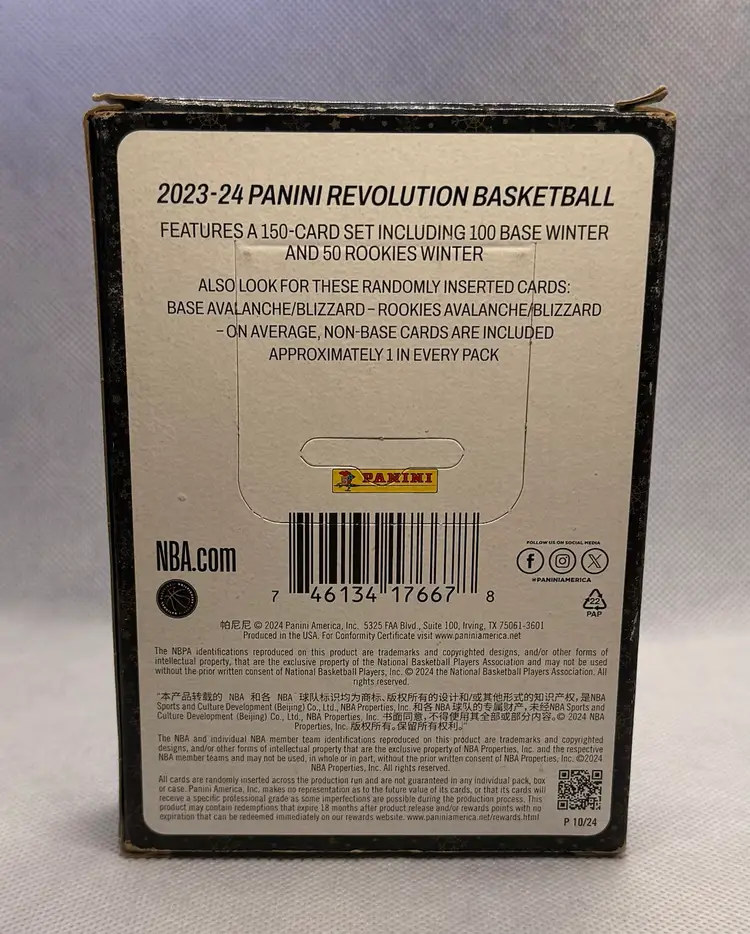 2023-24 PANINI REVOLUTION BASKETBALL
FEATURES A 150-CARD SET INCLUDING 100 BASE WINTER
AND 50 ROOKIES WINTER
ALSO LOOK FOR THESE RANDOMLY INSERTED CARDS:
BASE AVALANCHE/BLIZZARD – ROOKIES AVALANCHE/BLIZZARD
– ON AVERAGE, NON-BASE CARDS ARE INCLUDED
APPROXIMATELY 1 IN EVERY PACK
PANINI
NBA.com
7 46134 17667 8
FOLLOW US ON SOCIAL MEDIA
#PANINIAMERICA
22
PAP
帕尼尼 © 2024 Panini America, Inc. 5325 FAA Blvd., Suite 100, Irving, TX 75061-3601
Produced in the USA. For Conformity Certificate visit www.paniniamerica.net
The NBPA identifications reproduced on this product are trademarks and copyrighted designs, and/or other forms of
intellectual property, that are the exclusive property of the National Basketball Players Association and may not be used
without the prior written consent of National Basketball Players, Inc. © 2024 the National Basketball Players Association. All
rights reserved.
"本产品转载的 NBA 和各 NBA 球队标识均为商标、版权所有的设计和/或其他形式的知识产权, 是NBA
Sports and Culture Development (Beijing) Co., Ltd., NBA Properties, Inc. 和各 NBA 球队的专属财产, 未经NBA Sports and
Culture Development (Beijing) Co., Ltd., NBA Properties, Inc. 书面同意, 不得使用其全部或部分内容。© 2024 NBA
Properties, Inc. 版权所有。保留所有权利。"
The NBA and individual NBA member team identifications reproduced on this product are trademarks and copyrighted
designs, and/or other forms of intellectual property, that are the exclusive property of NBA Properties, Inc. and the respective
NBA member teams and may not be used, in whole or in part, without the prior written consent of NBA Properties, Inc. ©2024
NBA Properties, Inc. All rights reserved.
All cards are randomly inserted across the production run and are not guaranteed in any individual pack, box
or case. Panini America, Inc. makes no representation as to the future value of its cards, or that its cards will
receive a specific professional grade as some imperfections are possible during the production process. This
product may contain redemptions that expire 18 months after product release and/or rewards points with no
expiration that can be redeemed immediately on our rewards website. www.paniniamerica.net/rewards.html
P 10/24